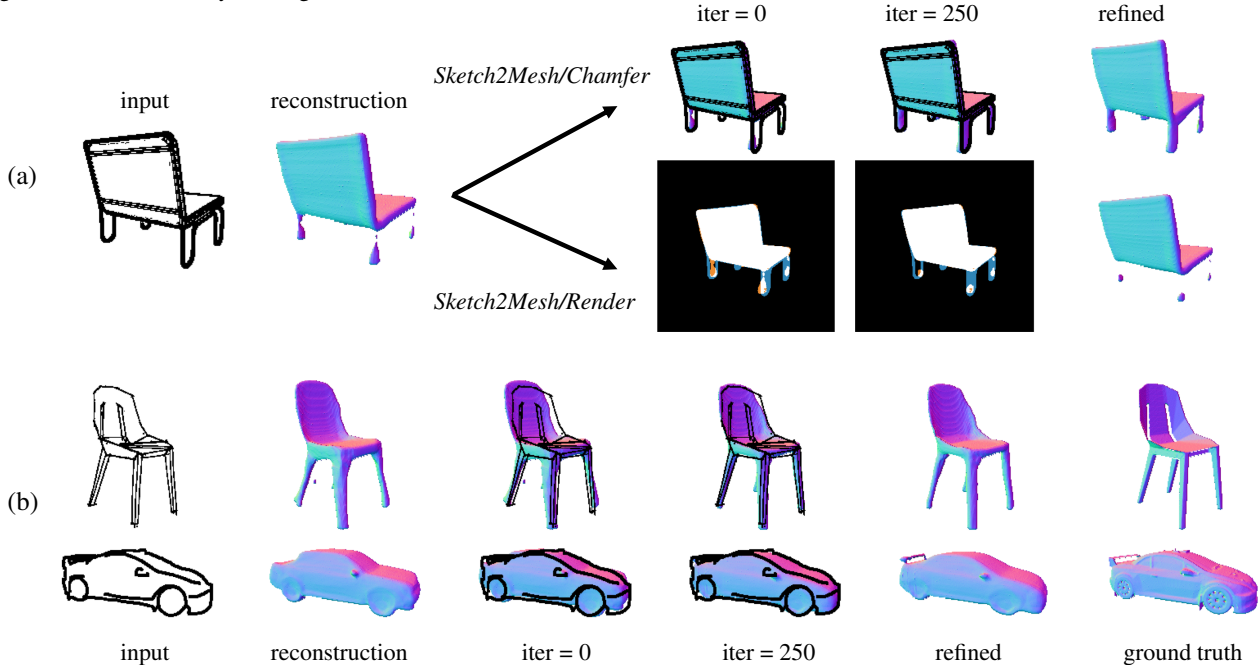 iter = 0
iter = 250
refined
Sketch2Mesh/Chamfer
input
reconstruction
(a)
Sketch2Mesh/Render
(b)
input
reconstruction
iter = 0
iter = 250
refined
ground truth